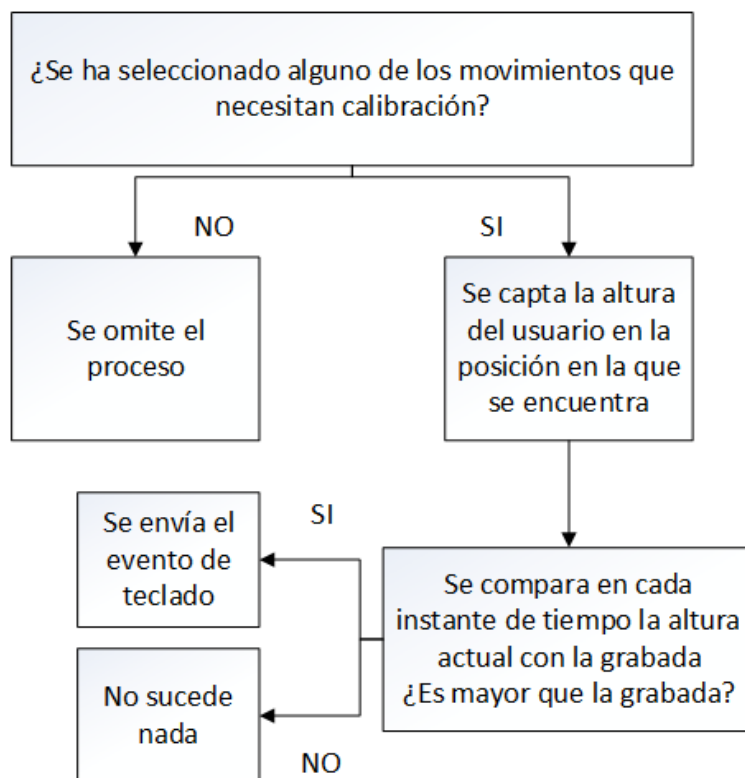 ¿Se ha seleccionado alguno de los movimientos que
necesitan calibración?
NO
SI
Se omite el
proceso
Se capta la altura
del usuario en la
posición en la que
se encuentra
SI
Se envía el
evento de
teclado
Se compara en cada
instante de tiempo la altura
actual con la grabada
¿Es mayor que la grabada?
No sucede
nada
NO